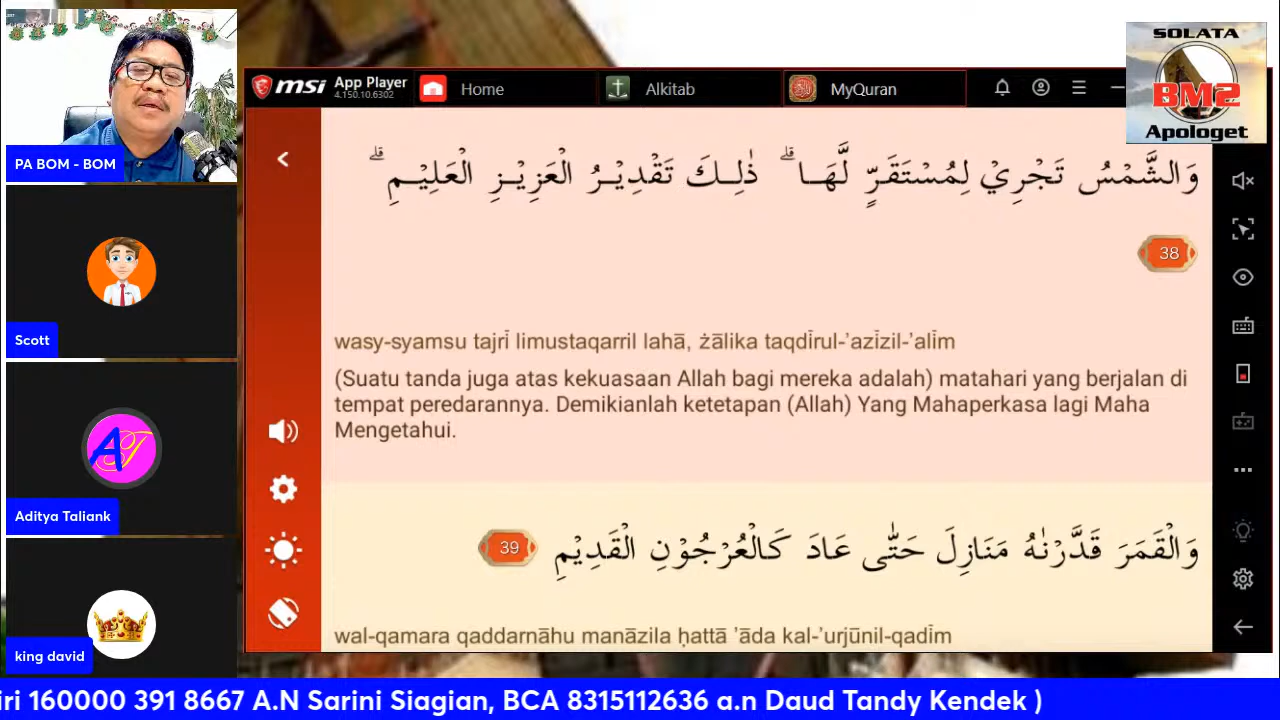 SOLATA
BM2
Apologet
msi App Player
4.150.10.6302
Home
Alkitab
MyQuran
PA BOM - BOM
Scott
Aditya Taliank
king david
وَالشَّمْسُ تَجْرِيْ لِمُسْتَقَرٍّ لَّهَا ۗ ذٰلِكَ تَقْدِيْرُ الْعَزِيْزِ الْعَلِيْمِ ۗ
38
wasy-syamsu tajrī limustaqarril lahā, żālika taqdīrul-’azīzil-’alīm
(Suatu tanda juga atas kekuasaan Allah bagi mereka adalah) matahari yang berjalan di
tempat peredarannya. Demikianlah ketetapan (Allah) Yang Mahaperkasa lagi Maha
Mengetahui.
وَالْقَمَرَ قَدَّرْنٰهُ مَنَازِلَ حَتّٰى عَادَ كَالْعُرْجُوْنِ الْقَدِيْمِ 39
wal-qamara qaddarnāhu manāzila ḥattā ’āda kal-’urjūnil-qadīm
iri 160000 391 8667 A.N Sarini Siagian, BCA 8315112636 a.n Daud Tandy Kendek )